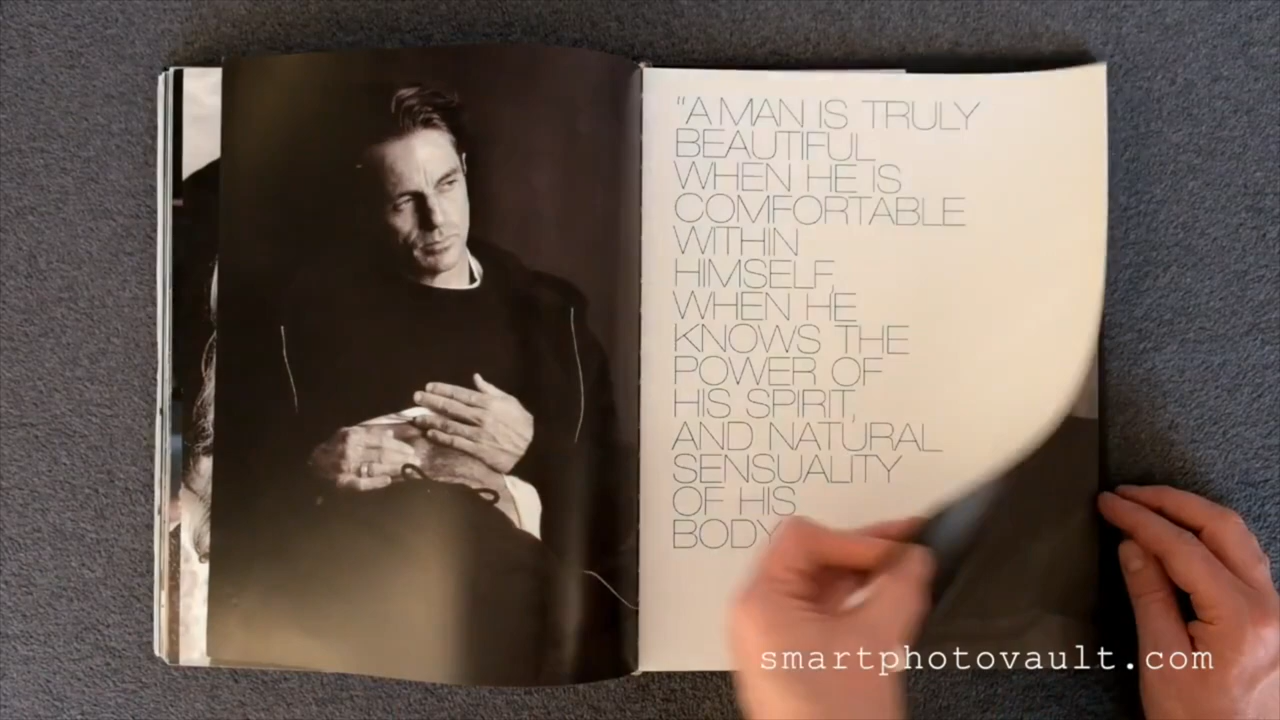 “A MAN IS TRULY
BEAUTIFUL
WHEN HE IS
COMFORTABLE
WITHIN
HIMSELF,
WHEN HE
KNOWS THE
POWER OF
HIS SPIRIT,
AND NATURAL
SENSUALITY
OF HIS
BODY
smartphotovault.com